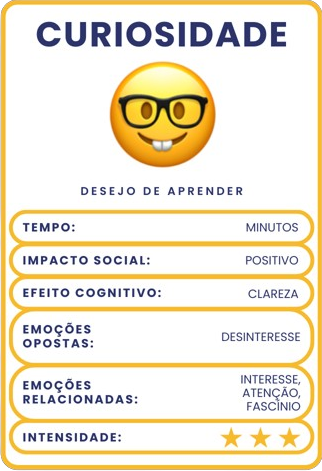 CURIOSIDADE
DESEJO DE APRENDER
TEMPO: MINUTOS
IMPACTO SOCIAL: POSITIVO
EFEITO COGNITIVO: CLAREZA
EMOÇÕES
OPOSTAS:
DESINTERESSE
EMOÇÕES
RELACIONADAS:
INTERESSE,
ATENÇÃO,
FASCÍNIO
INTENSIDADE: